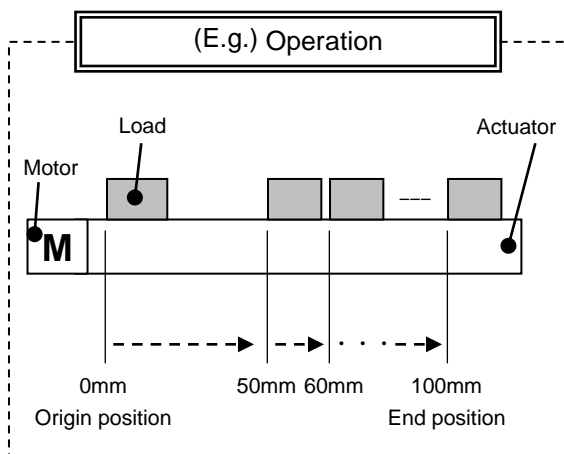 (E.g.) Operation
Load
Actuator
Motor
M
0mm
50mm
60mm
100mm
Origin position
End position